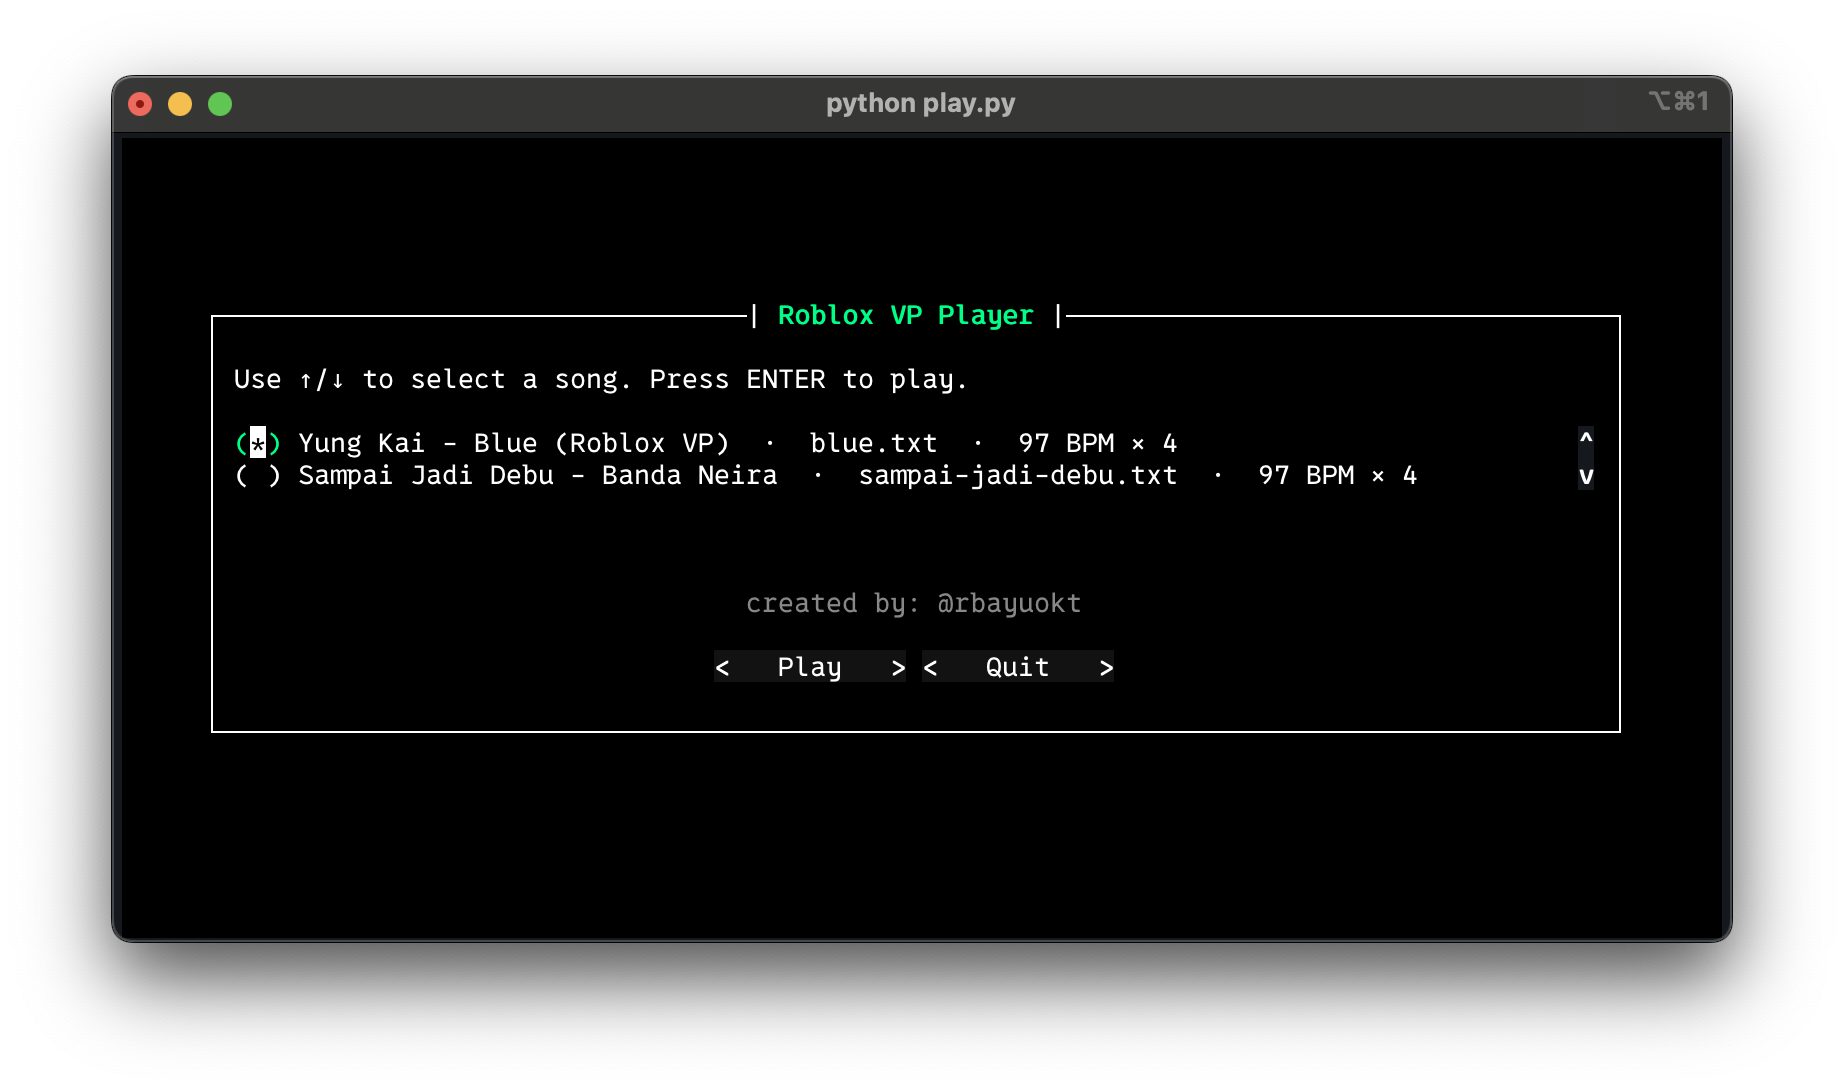 python play.py
⌥⌘1
| Roblox VP Player |
Use ↑/↓ to select a song. Press ENTER to play.
(*) Yung Kai - Blue (Roblox VP)  ·  blue.txt  ·  97 BPM × 4
^
( ) Sampai Jadi Debu - Banda Neira  ·  sampai-jadi-debu.txt  ·  97 BPM × 4
v
created by: @rbayuokt
<   Play   > <   Quit   >